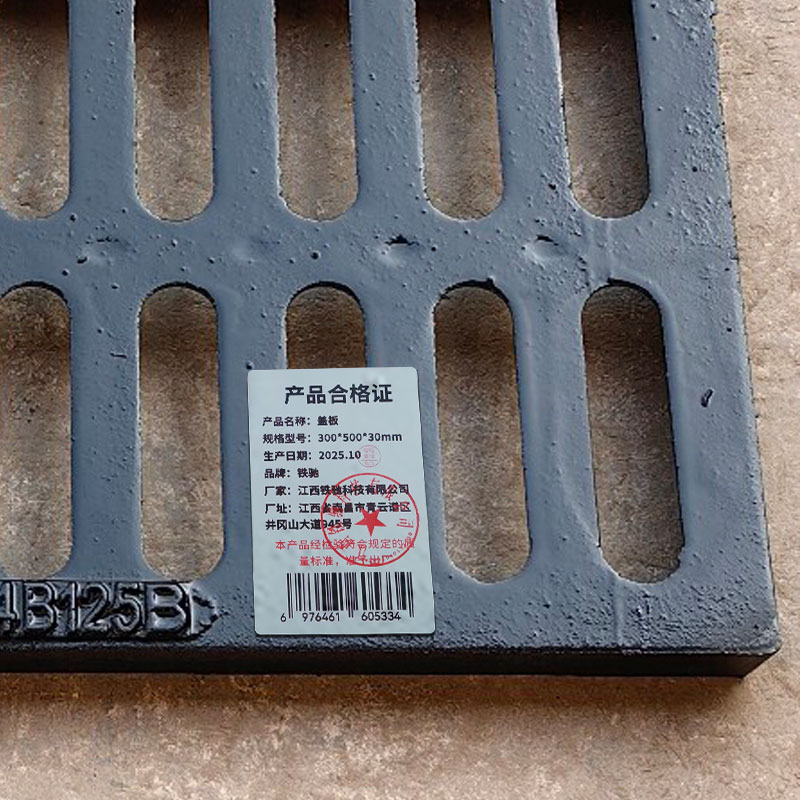 产品合格证
产品名称：盖板
规格型号：300*500*30mm
生产日期：2025.10
品牌：铁驰
厂家：江西铁驰科技有限公司
厂址：江西省南昌市青云谱区
井冈山大道945号
本产品经检验符合规定的质
量标准，准予出厂
6 976461 605334
4B125B